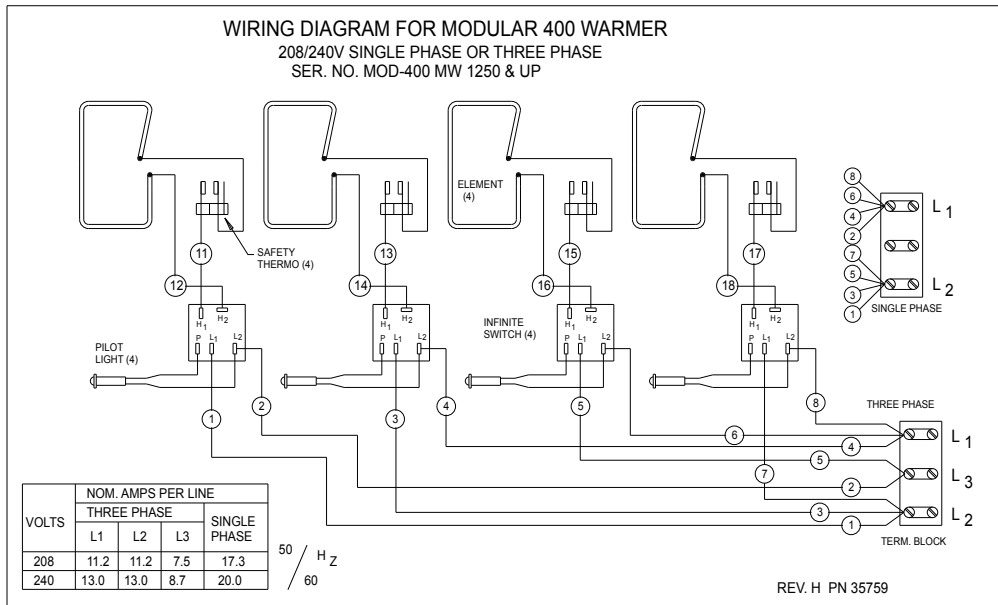 WIRING DIAGRAM FOR MODULAR 400 WARMER
208/240V SINGLE PHASE OR THREE PHASE
SER. NO. MOD-400 MW 1250 & UP
ELEMENT
(4)
SAFETY
THERMO (4)
11
12
13
14
15
16
17
18
H1 H2
P L1 L2
H1 H2
P L1 L2
H1 H2
P L1 L2
H1 H2
P L1 L2
PILOT
LIGHT (4)
INFINITE
SWITCH (4)
8
6
4
2
7
5
3
1
L1
L2
SINGLE PHASE
1
2
3
4
5
6
7
8
THREE PHASE
4
5
2
3
1
L1
L3
L2
TERM. BLOCK
VOLTS
NOM. AMPS PER LINE
THREE PHASE
SINGLE
PHASE
L1 L2 L3
208 11.2 11.2 7.5 17.3
240 13.0 13.0 8.7 20.0
50 / 60 HZ
REV. H PN 35759